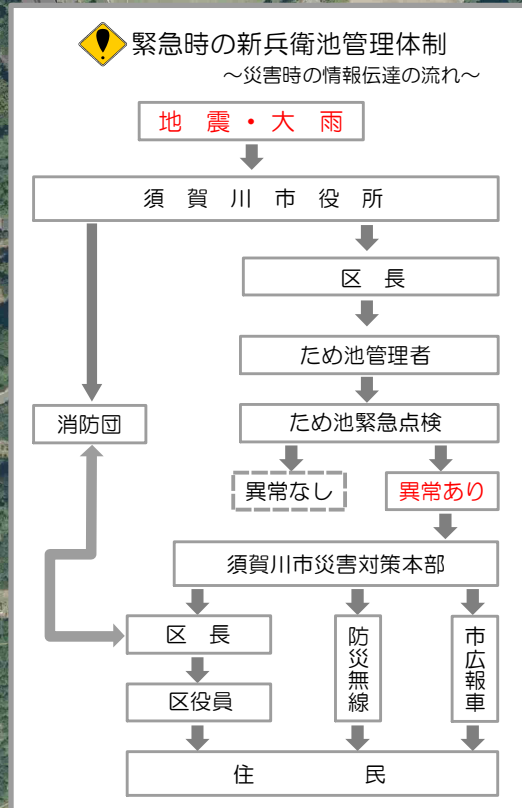 緊急時の新兵衛池管理体制
～災害時の情報伝達の流れ～
地　震・大　雨
須　賀　川　市　役　所
区　長
ため池管理者
消防団
ため池緊急点検
異常なし
異常あり
須賀川市災害対策本部
区　長
防災無線
市広報車
区役員
住　　　　民